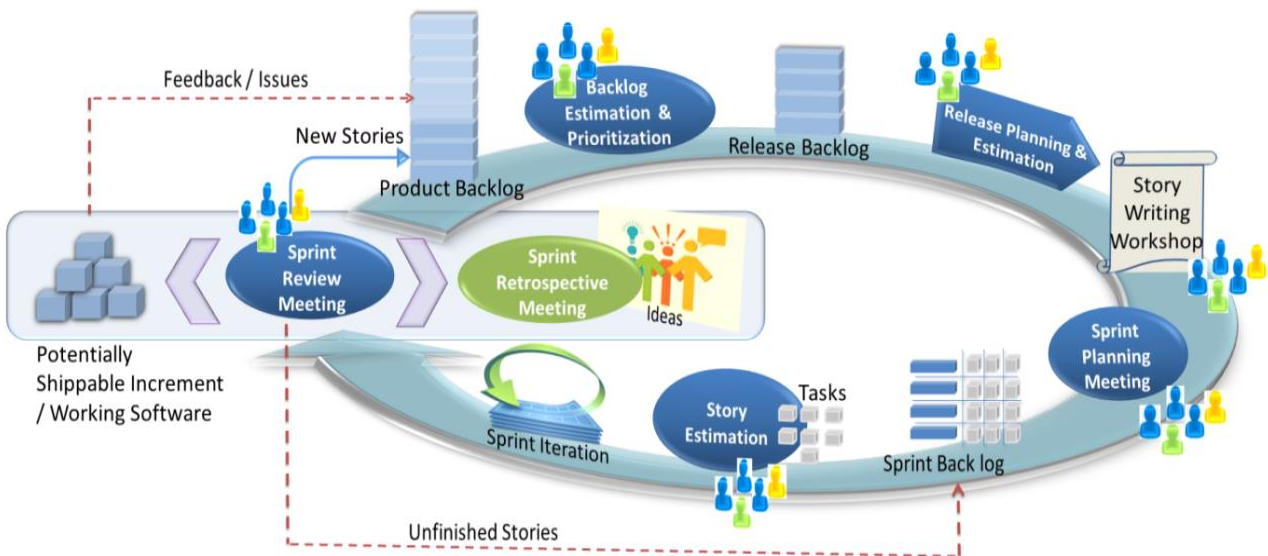 Feedback / Issues
New Stories
Product Backlog
Backlog
Estimation &
Prioritization
Release Backlog
Release Planning &
Estimation
Story
Writing
Workshop
Sprint
Planning
Meeting
Sprint Back log
Tasks
Story
Estimation
Sprint Iteration
Sprint
Review
Meeting
Sprint
Retrospective
Meeting
Ideas
Potentially
Shippable Increment
/ Working Software
Unfinished Stories